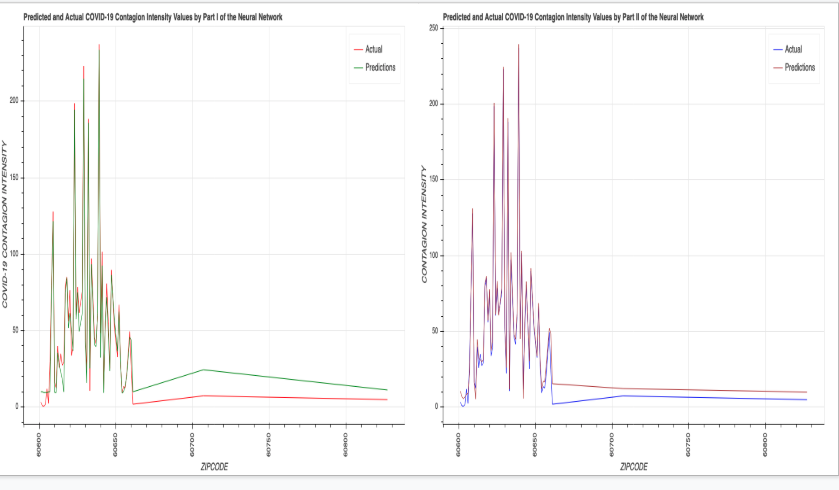 Predicted and Actual COVID-19 Contagion Intensity Values by Part I of the Neural Network
Actual
Predictions
COVID-19 CONTAGION INTENSITY
200
150
100
50
0
60600
60650
60700
60750
60800
ZIPCODE
Predicted and Actual COVID-19 Contagion Intensity Values by Part II of the Neural Network
Actual
Predictions
CONTAGION INTENSITY
250
200
150
100
50
0
60600
60650
60700
60750
60800
ZIPCODE